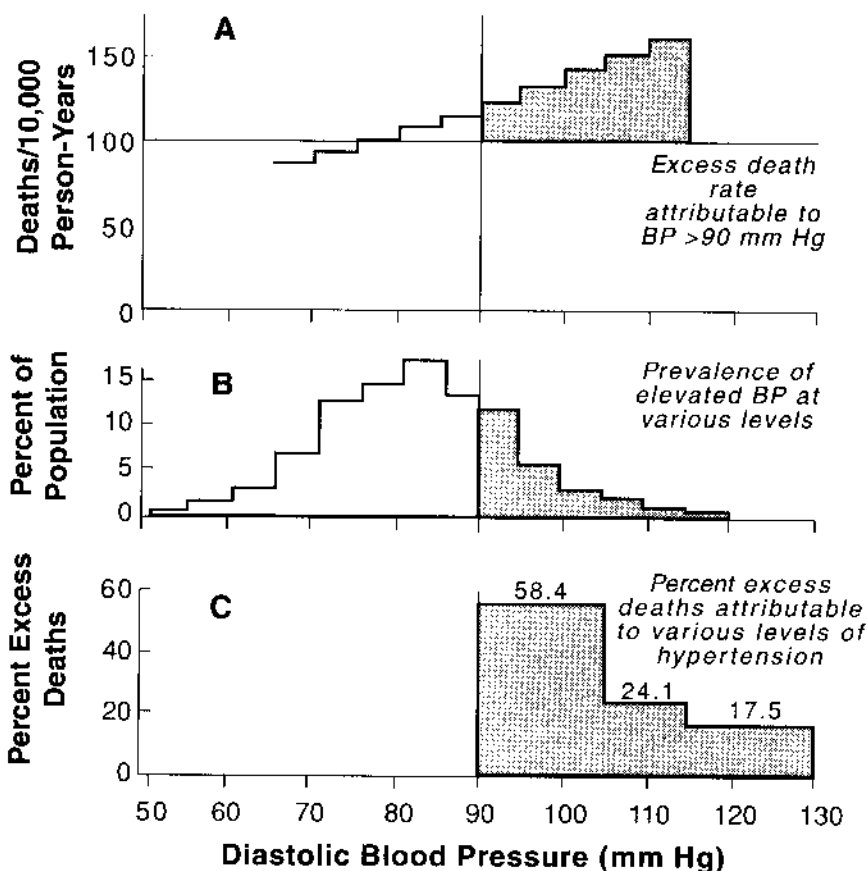 A
Deaths/10,000
Person-Years
150
100
50
0
Excess death
rate
attributable to
BP >90 mm Hg
B
Percent of
Population
15
10
5
0
Prevalence of
elevated BP at
various levels
C
Percent Excess
Deaths
60
40
20
0
58.4
24.1
17.5
Percent excess
deaths attributable
to various levels of
hypertension
50 60 70 80 90 100 110 120 130
Diastolic Blood Pressure (mm Hg)